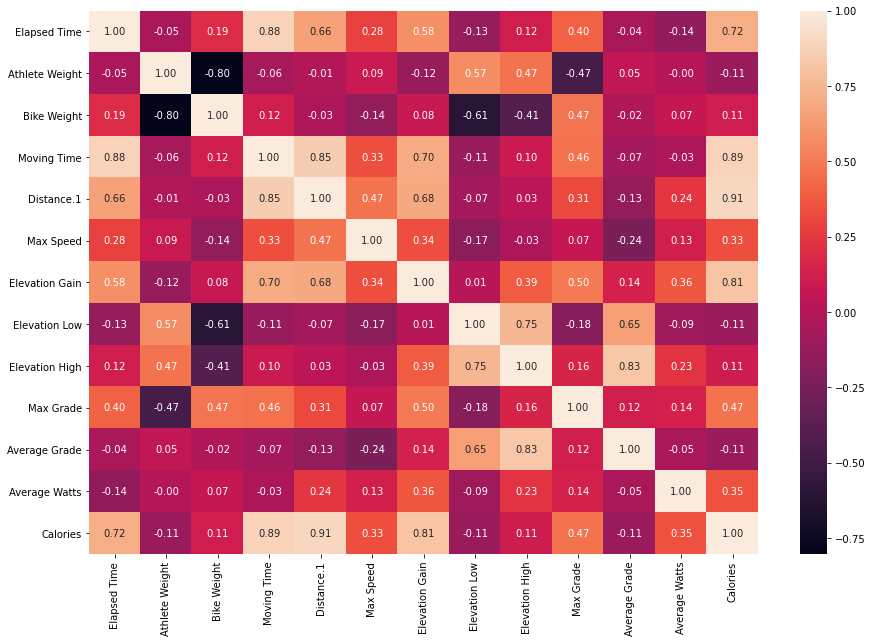 Elapsed Time 1.00 -0.05 0.19 0.88 0.66 0.28 0.58 -0.13 0.12 0.40 -0.04 -0.14 0.72
Athlete Weight -0.05 1.00 -0.80 -0.06 -0.01 0.09 -0.12 0.57 0.47 -0.47 0.05 -0.00 -0.11
Bike Weight 0.19 -0.80 1.00 0.12 -0.03 -0.14 0.08 -0.61 -0.41 0.47 -0.02 0.07 0.11
Moving Time 0.88 -0.06 0.12 1.00 0.85 0.33 0.70 -0.11 0.10 0.46 -0.07 -0.03 0.89
Distance.1 0.66 -0.01 -0.03 0.85 1.00 0.47 0.68 -0.07 0.03 0.31 -0.13 0.24 0.91
Max Speed 0.28 0.09 -0.14 0.33 0.47 1.00 0.34 -0.17 -0.03 0.07 -0.24 0.13 0.33
Elevation Gain 0.58 -0.12 0.08 0.70 0.68 0.34 1.00 0.01 0.39 0.50 0.14 0.36 0.81
Elevation Low -0.13 0.57 -0.61 -0.11 -0.07 -0.17 0.01 1.00 0.75 -0.18 0.65 -0.09 -0.11
Elevation High 0.12 0.47 -0.41 0.10 0.03 -0.03 0.39 0.75 1.00 0.16 0.83 0.23 0.11
Max Grade 0.40 -0.47 0.47 0.46 0.31 0.07 0.50 -0.18 0.16 1.00 0.12 0.14 0.47
Average Grade -0.04 0.05 -0.02 -0.07 -0.13 -0.24 0.14 0.65 0.83 0.12 1.00 -0.05 -0.11
Average Watts -0.14 -0.00 0.07 -0.03 0.24 0.13 0.36 -0.09 0.23 0.14 -0.05 1.00 0.35
Calories 0.72 -0.11 0.11 0.89 0.91 0.33 0.81 -0.11 0.11 0.47 -0.11 0.35 1.00
Elapsed Time
Athlete Weight
Bike Weight
Moving Time
Distance.1
Max Speed
Elevation Gain
Elevation Low
Elevation High
Max Grade
Average Grade
Average Watts
Calories
1.00
0.75
0.50
0.25
0.00
−0.25
−0.50
−0.75